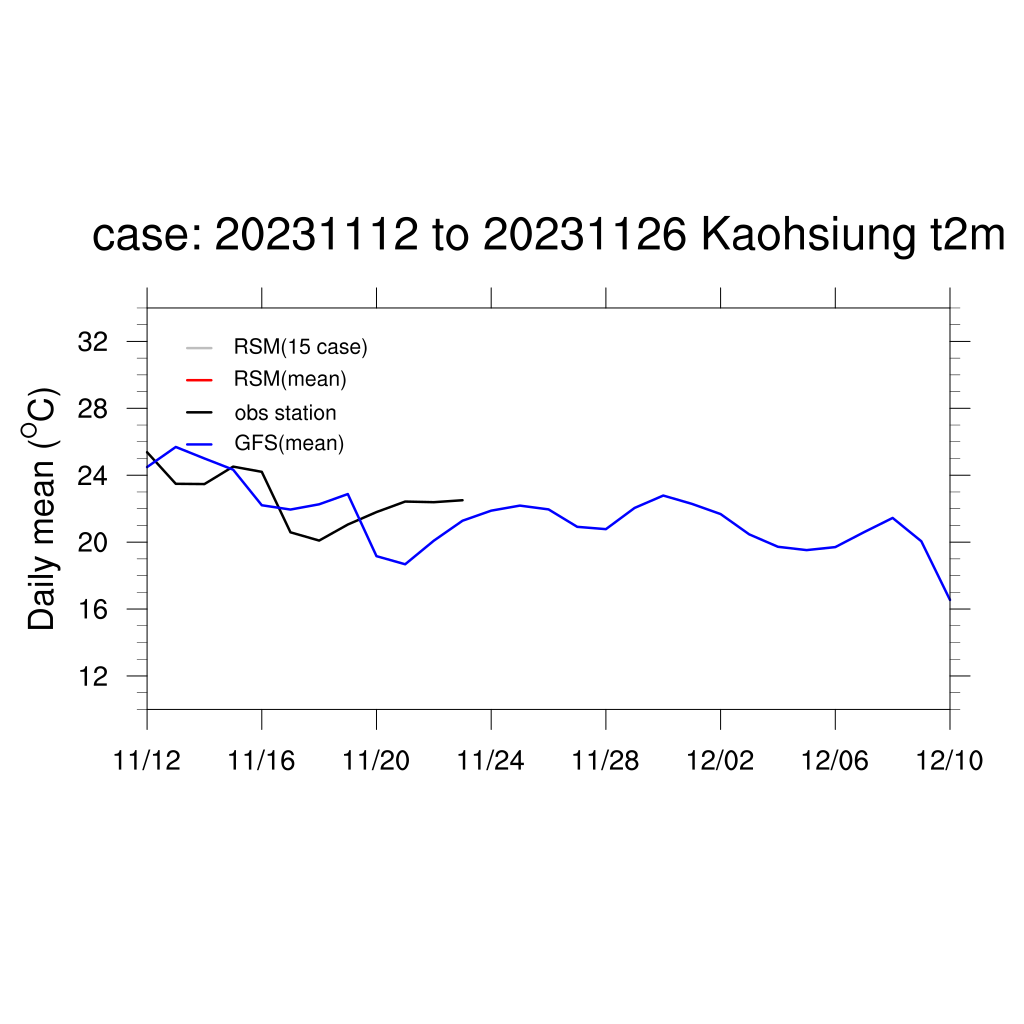 case: 20231112 to 20231126 Kaohsiung t2m
RSM(15 case)
RSM(mean)
obs station
GFS(mean)
Daily mean (°C)
32
28
24
20
16
12
11/12 11/16 11/20 11/24 11/28 12/02 12/06 12/10